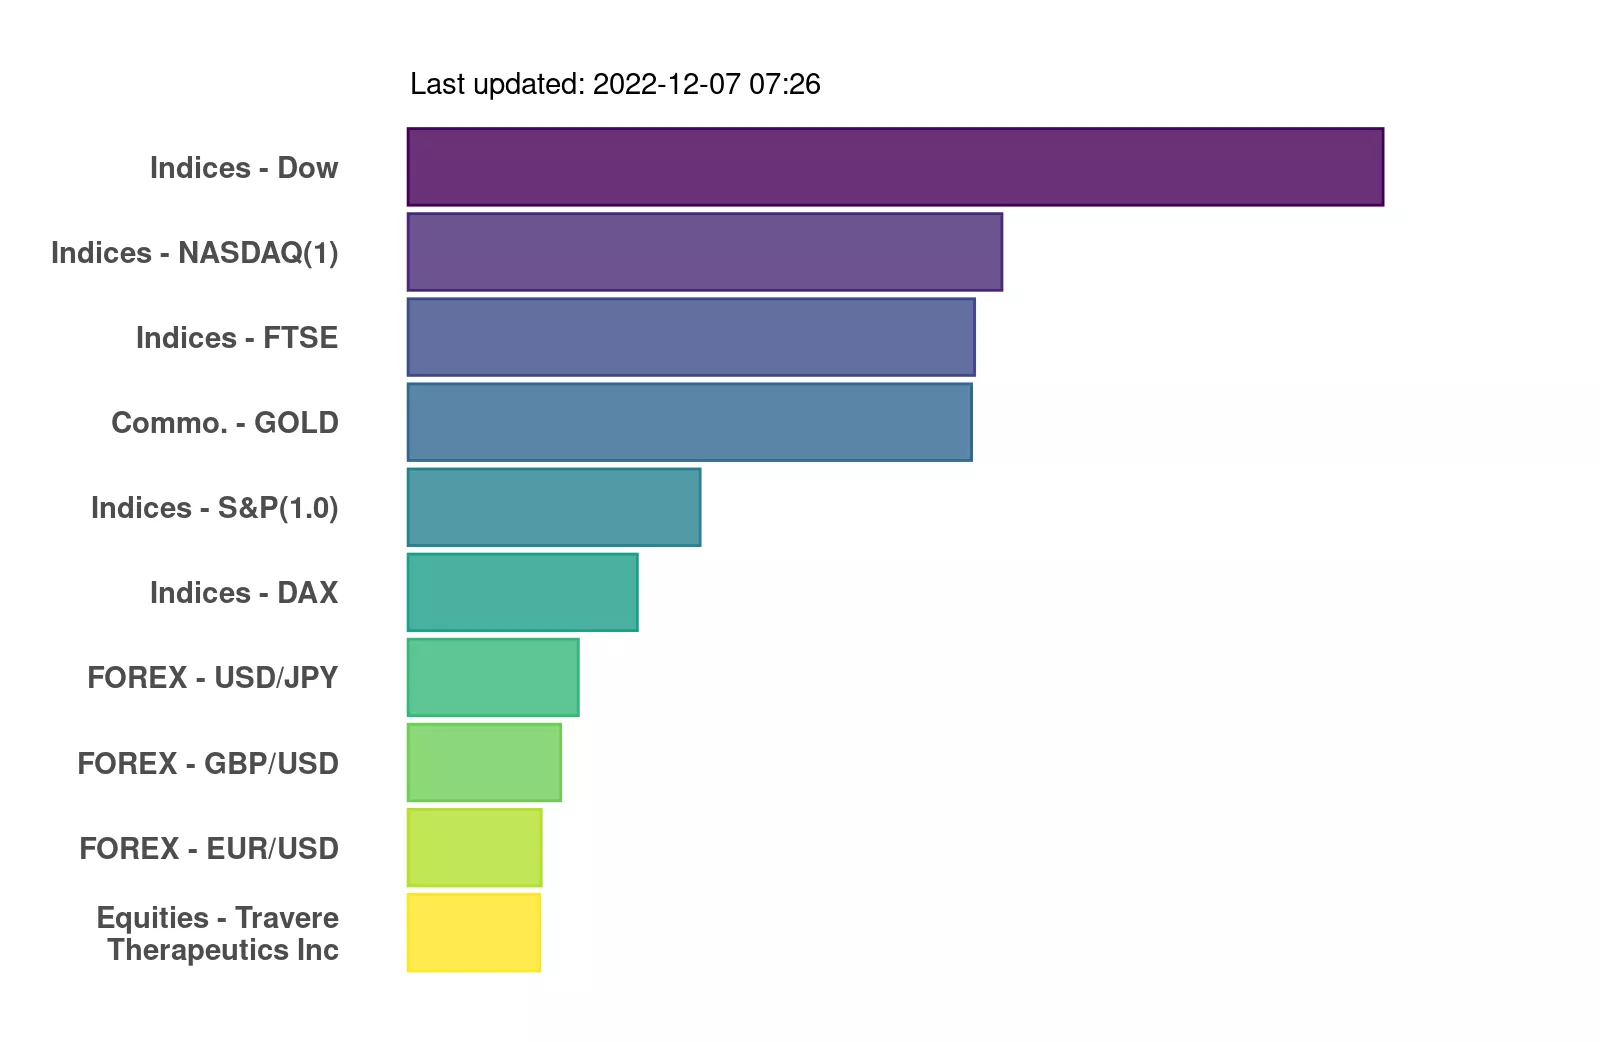 Last updated: 2022-12-07 07:26
Indices - Dow
Indices - NASDAQ(1)
Indices - FTSE
Commo. - GOLD
Indices - S&P(1.0)
Indices - DAX
FOREX - USD/JPY
FOREX - GBP/USD
FOREX - EUR/USD
Equities - Travere
Therapeutics Inc